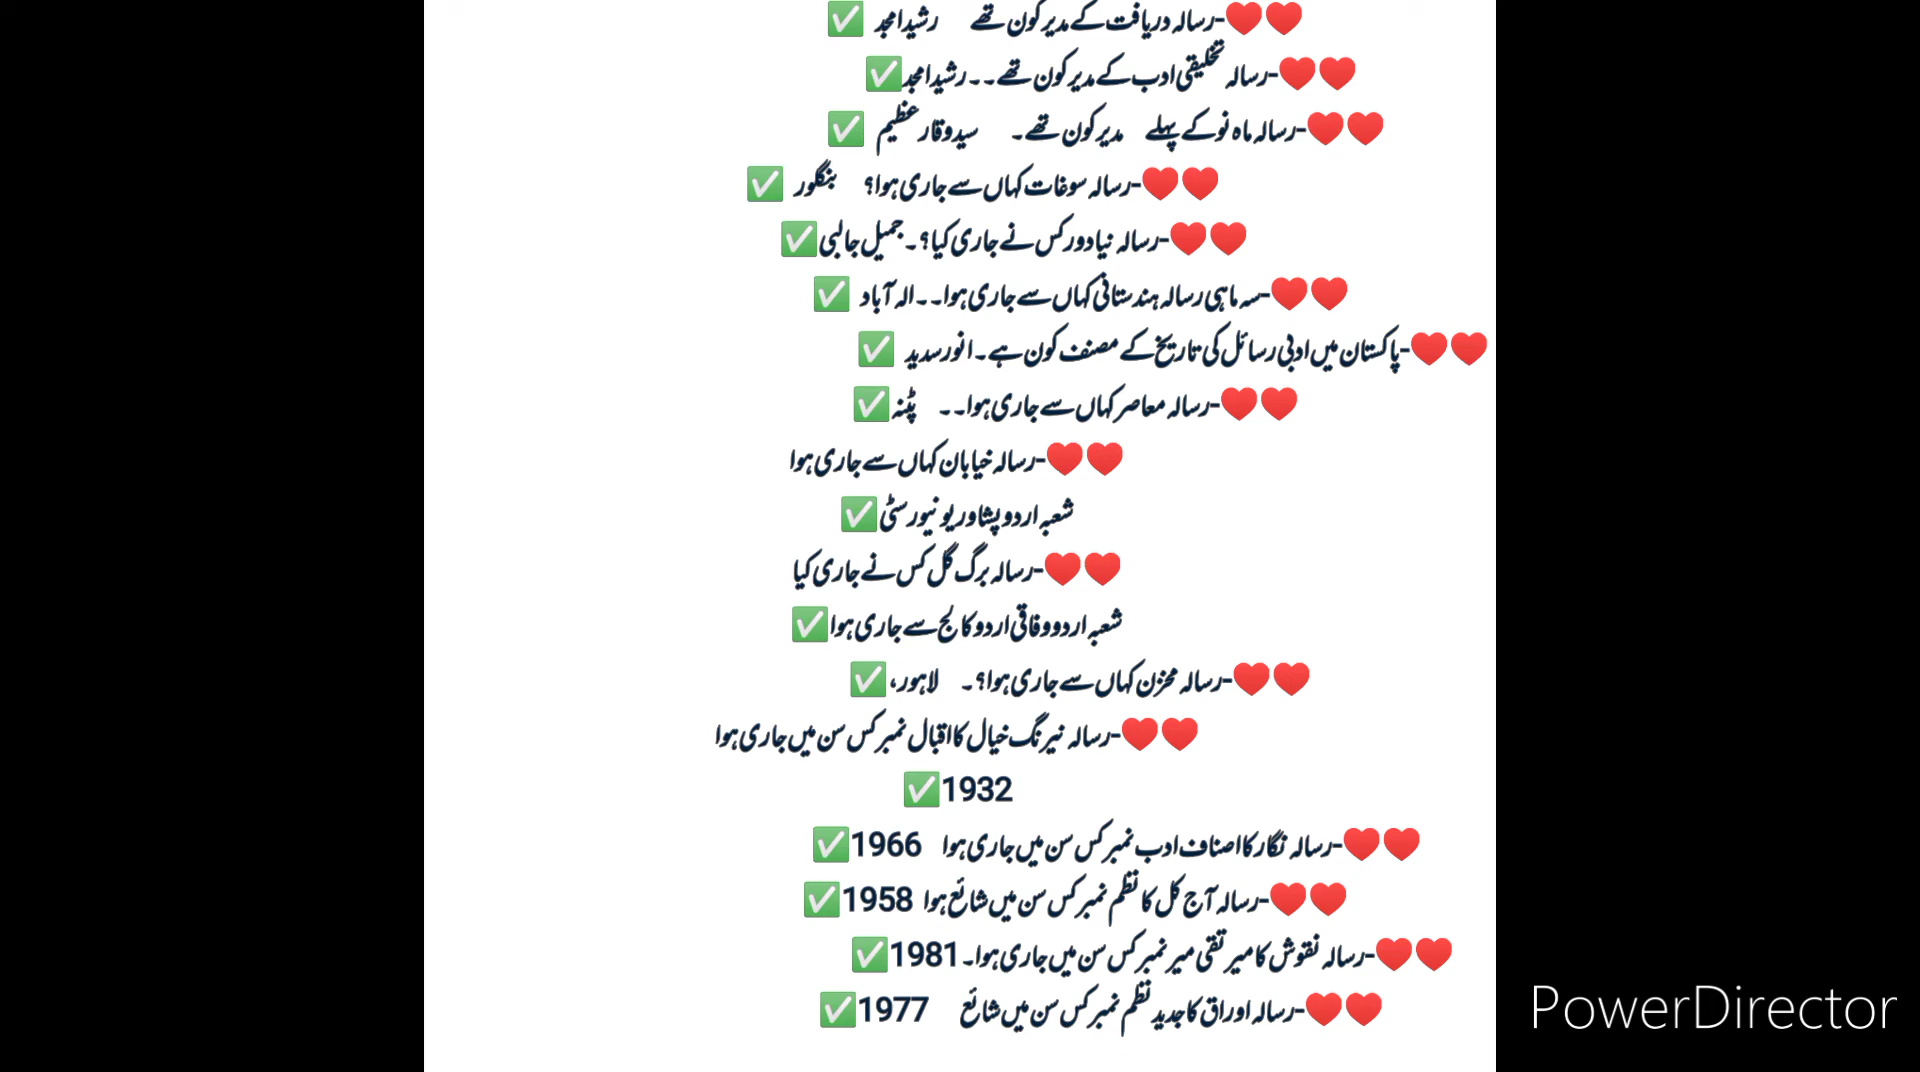 ❤️❤️-رسالہ دریافت کے مدیر کون تھے رشید امجد ✅
❤️❤️-رسالہ تخلیقی ادب کے مدیر کون تھے۔۔رشید امجد✅
❤️❤️-رسالہ ماہ نو کے پہلے مدیر کون تھے۔ سید وقار عظیم ✅
❤️❤️-رسالہ سوغات کہاں سے جاری ہوا؟ بنگلور ✅
❤️❤️-رسالہ نیا دور کس نے جاری کیا؟۔جمیل جالبی✅
❤️❤️-سہ ماہی رسالہ ہندستانی کہاں سے جاری ہوا۔۔الہ آباد ✅
❤️❤️-پاکستان میں ادبی رسائل کی تاریخ کے مصنف کون ہے۔انور سدید ✅
❤️❤️-رسالہ معاصر کہاں سے جاری ہوا۔۔ پٹنہ✅
❤️❤️-رسالہ خیابان کہاں سے جاری ہوا
شعبہ اردو پشاور یونیورسٹی✅
❤️❤️-رسالہ برگ گل کس نے جاری کیا
شعبہ اردو وفاقی اردو کالج سے جاری ہوا✅
❤️❤️-رسالہ مخزن کہاں سے جاری ہوا؟۔ لاہور،✅
❤️❤️-رسالہ نیرنگ خیال کا اقبال نمبر کس سن میں جاری ہوا
1932✅
❤️❤️-رسالہ نگار کا اصناف ادب نمبر کس سن میں جاری ہوا 1966✅
❤️❤️-رسالہ آج کل کا نظم نمبر کس سن میں شائع ہوا 1958✅
❤️❤️-رسالہ نقوش کا میر تقی میر نمبر کس سن میں جاری ہوا۔1981✅
❤️❤️-رسالہ اوراق کا جدید نظم نمبر کس سن میں شائع 1977✅
PowerDirector